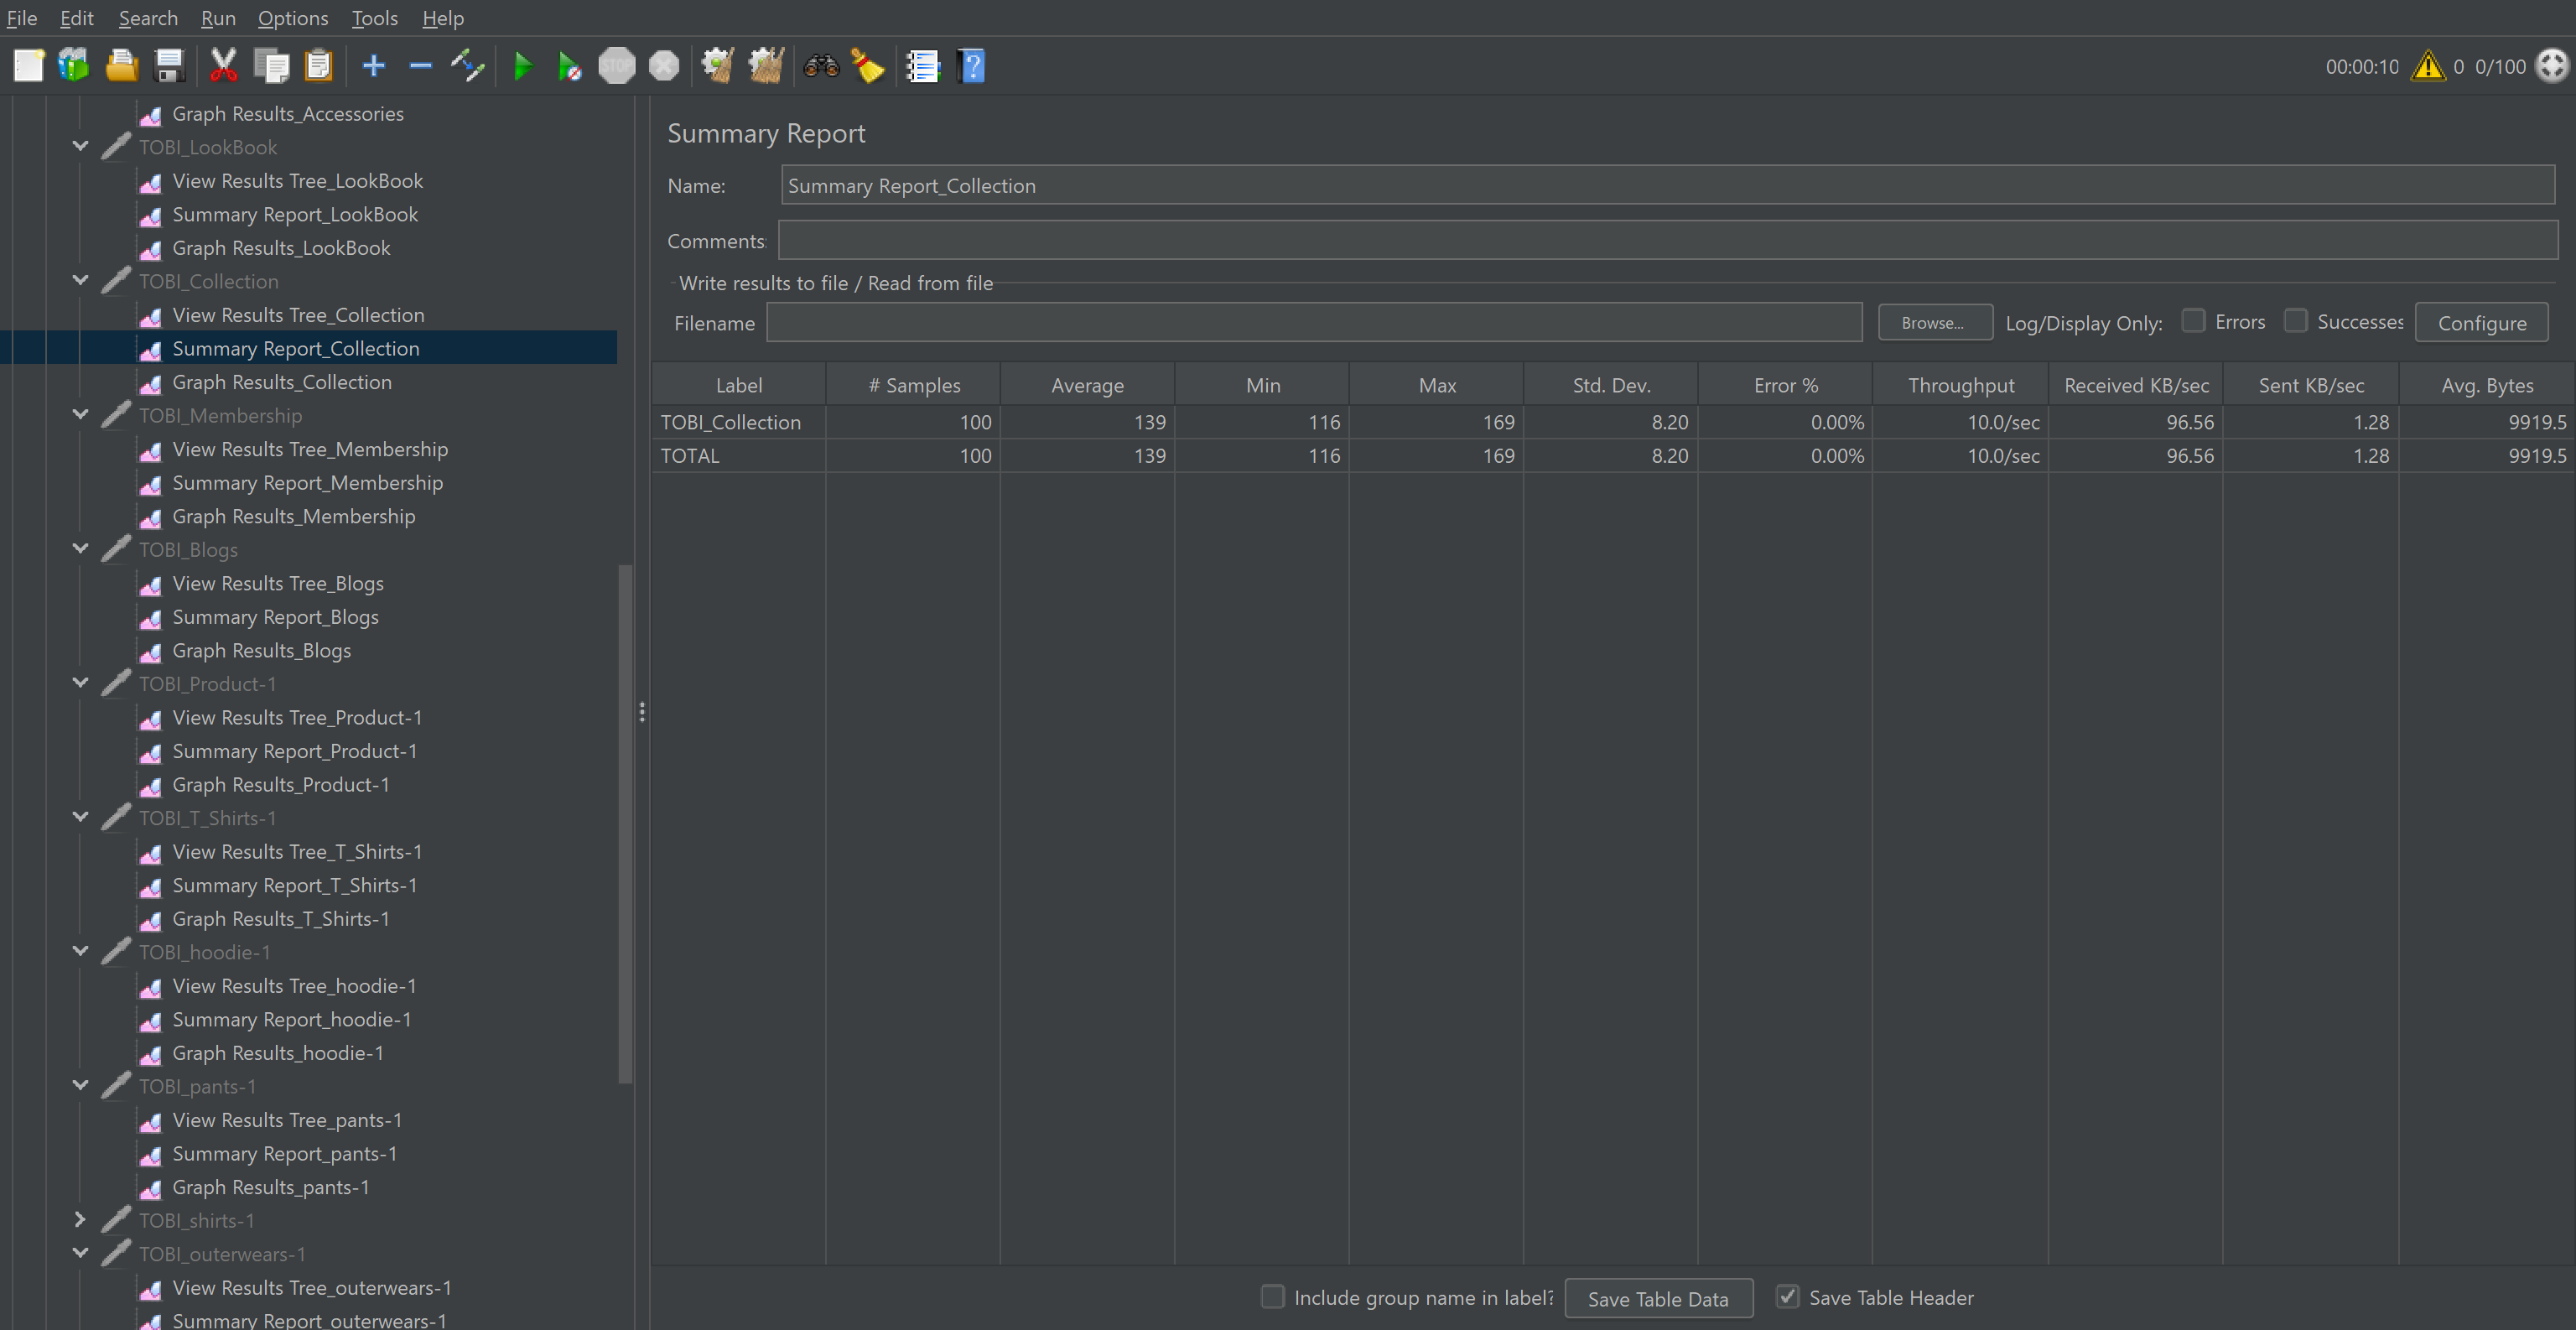 File Edit Search Run Options Tools Help
STOP
00:00:10 0 0/100
Graph Results_Accessories
TOBI_LookBook
View Results Tree_LookBook
Summary Report_LookBook
Graph Results_LookBook
TOBI_Collection
View Results Tree_Collection
Summary Report_Collection
Graph Results_Collection
TOBI_Membership
View Results Tree_Membership
Summary Report_Membership
Graph Results_Membership
TOBI_Blogs
View Results Tree_Blogs
Summary Report_Blogs
Graph Results_Blogs
TOBI_Product-1
View Results Tree_Product-1
Summary Report_Product-1
Graph Results_Product-1
TOBI_T_Shirts-1
View Results Tree_T_Shirts-1
Summary Report_T_Shirts-1
Graph Results_T_Shirts-1
TOBI_hoodie-1
View Results Tree_hoodie-1
Summary Report_hoodie-1
Graph Results_hoodie-1
TOBI_pants-1
View Results Tree_pants-1
Summary Report_pants-1
Graph Results_pants-1
TOBI_shirts-1
TOBI_outerwears-1
View Results Tree_outerwears-1
Summary Report_outerwears-1
Summary Report
Name: Summary Report_Collection
Comments:
Write results to file / Read from file
Filename Browse... Log/Display Only: Errors Successes Configure
Label # Samples Average Min Max Std. Dev. Error % Throughput Received KB/sec Sent KB/sec Avg. Bytes
TOBI_Collection 100 139 116 169 8.20 0.00% 10.0/sec 96.56 1.28 9919.5
TOTAL 100 139 116 169 8.20 0.00% 10.0/sec 96.56 1.28 9919.5
Include group name in label? Save Table Data Save Table Header